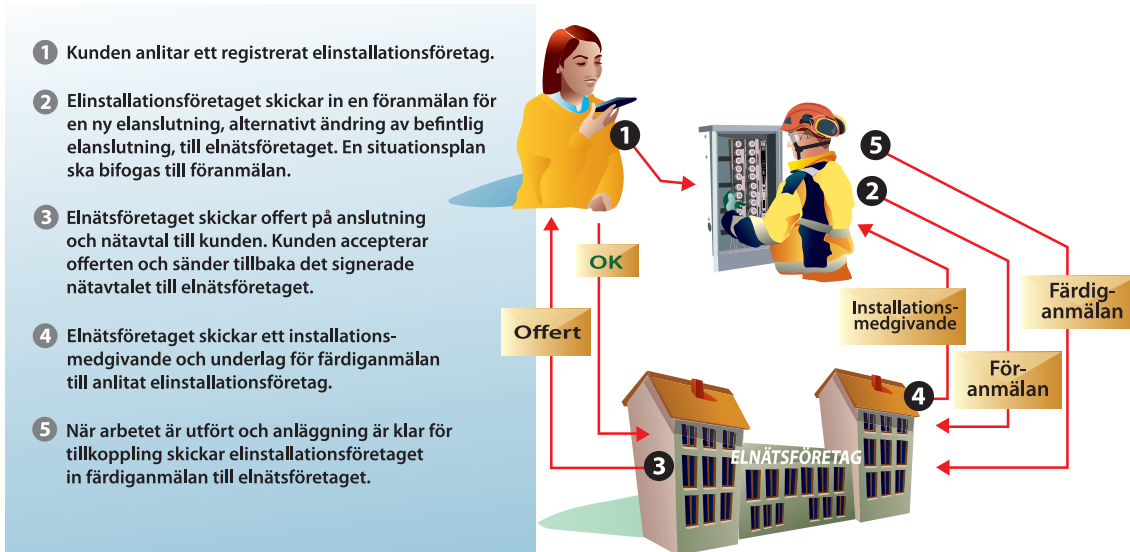 1 Kunden anlitar ett registrerat elinstallationsföretag.
2 Elinstallationsföretaget skickar in en föranmälan för
en ny elanslutning, alternativt ändring av befintlig
elanslutning, till elnätsföretaget. En situationsplan
ska bifogas till föranmälan.
3 Elnätsföretaget skickar offert på anslutning
och nätavtal till kunden. Kunden accepterar
offerten och sänder tillbaka det signerade
nätavtalet till elnätsföretaget.
4 Elnätsföretaget skickar ett installations-
medgivande och underlag för färdiganmälan
till anlitat elinstallationsföretag.
5 När arbetet är utfört och anläggning är klar för
tillkoppling skickar elinstallationsföretaget
in färdiganmälan till elnätsföretaget.
1
5
2
OK
Offert
Installations-
medgivande
Färdig-
anmälan
För-
anmälan
4
3
ELNÄTSFÖRETAG